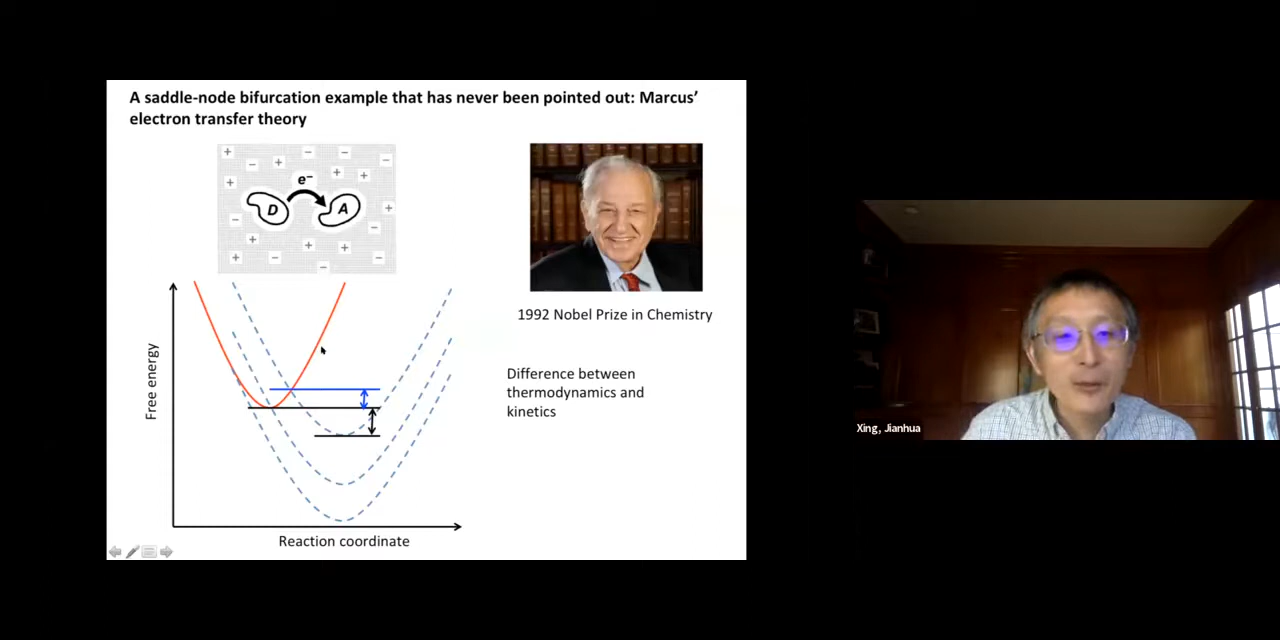 A saddle-node bifurcation example that has never been pointed out: Marcus’
electron transfer theory
e⁻
D
A
1992 Nobel Prize in Chemistry
Difference between
thermodynamics and
kinetics
Free energy
Reaction coordinate
Xing, Jianhua